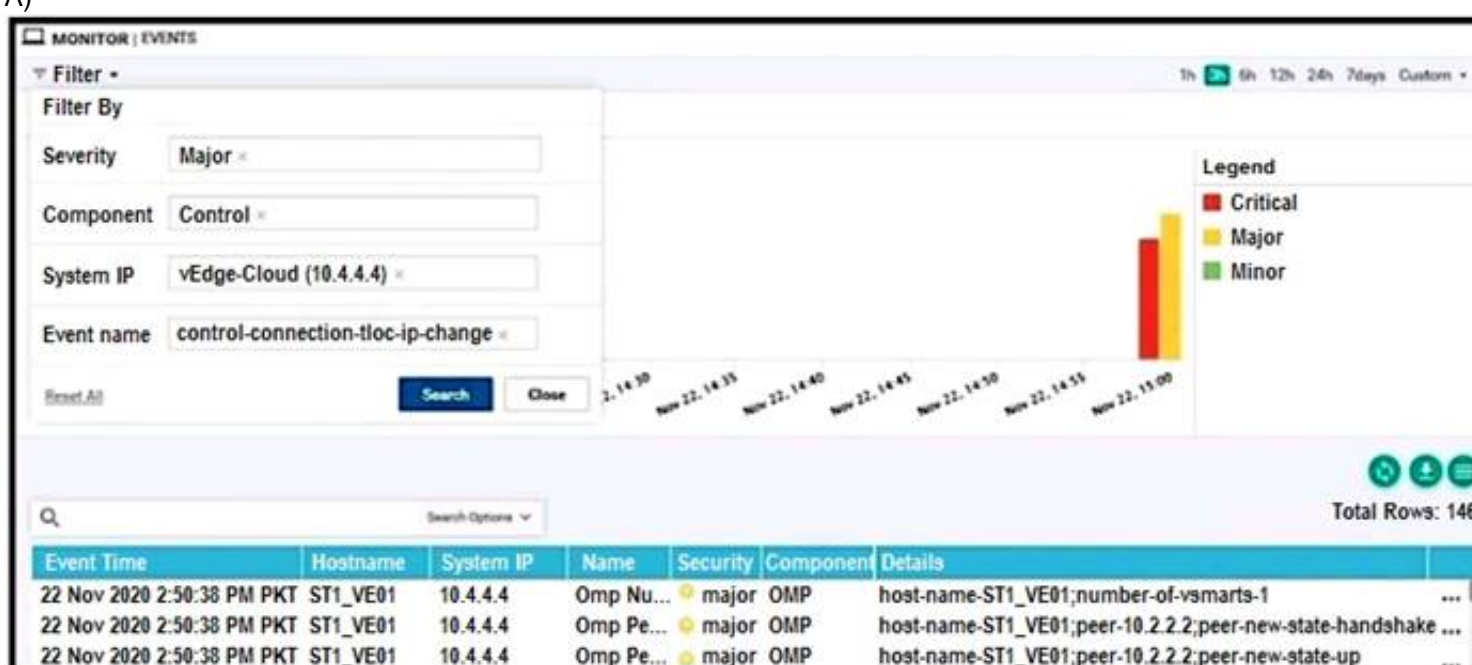 A)
MONITOR | EVENTS
Filter
1h 3h 6h 12h 24h 7days Custom
Filter By
Severity Major ×
Component Control ×
System IP vEdge-Cloud (10.4.4.4) ×
Event name control-connection-tloc-ip-change ×
Reset All Search Close
Legend
Critical
Major
Minor
2, 14:30 Nov 22, 14:35 Nov 22, 14:40 Nov 22, 14:45 Nov 22, 14:50 Nov 22, 14:55 Nov 22, 15:00
Search Options
Total Rows: 146
Event Time Hostname System IP Name Security Component Details
22 Nov 2020 2:50:38 PM PKT ST1_VE01 10.4.4.4 Omp Nu... major OMP host-name-ST1_VE01;number-of-vsmarts-1 ...
22 Nov 2020 2:50:38 PM PKT ST1_VE01 10.4.4.4 Omp Pe... major OMP host-name-ST1_VE01;peer-10.2.2.2;peer-new-state-handshake ...
22 Nov 2020 2:50:38 PM PKT ST1_VE01 10.4.4.4 Omp Pe... major OMP host-name-ST1_VE01;peer-10.2.2.2;peer-new-state-up ...